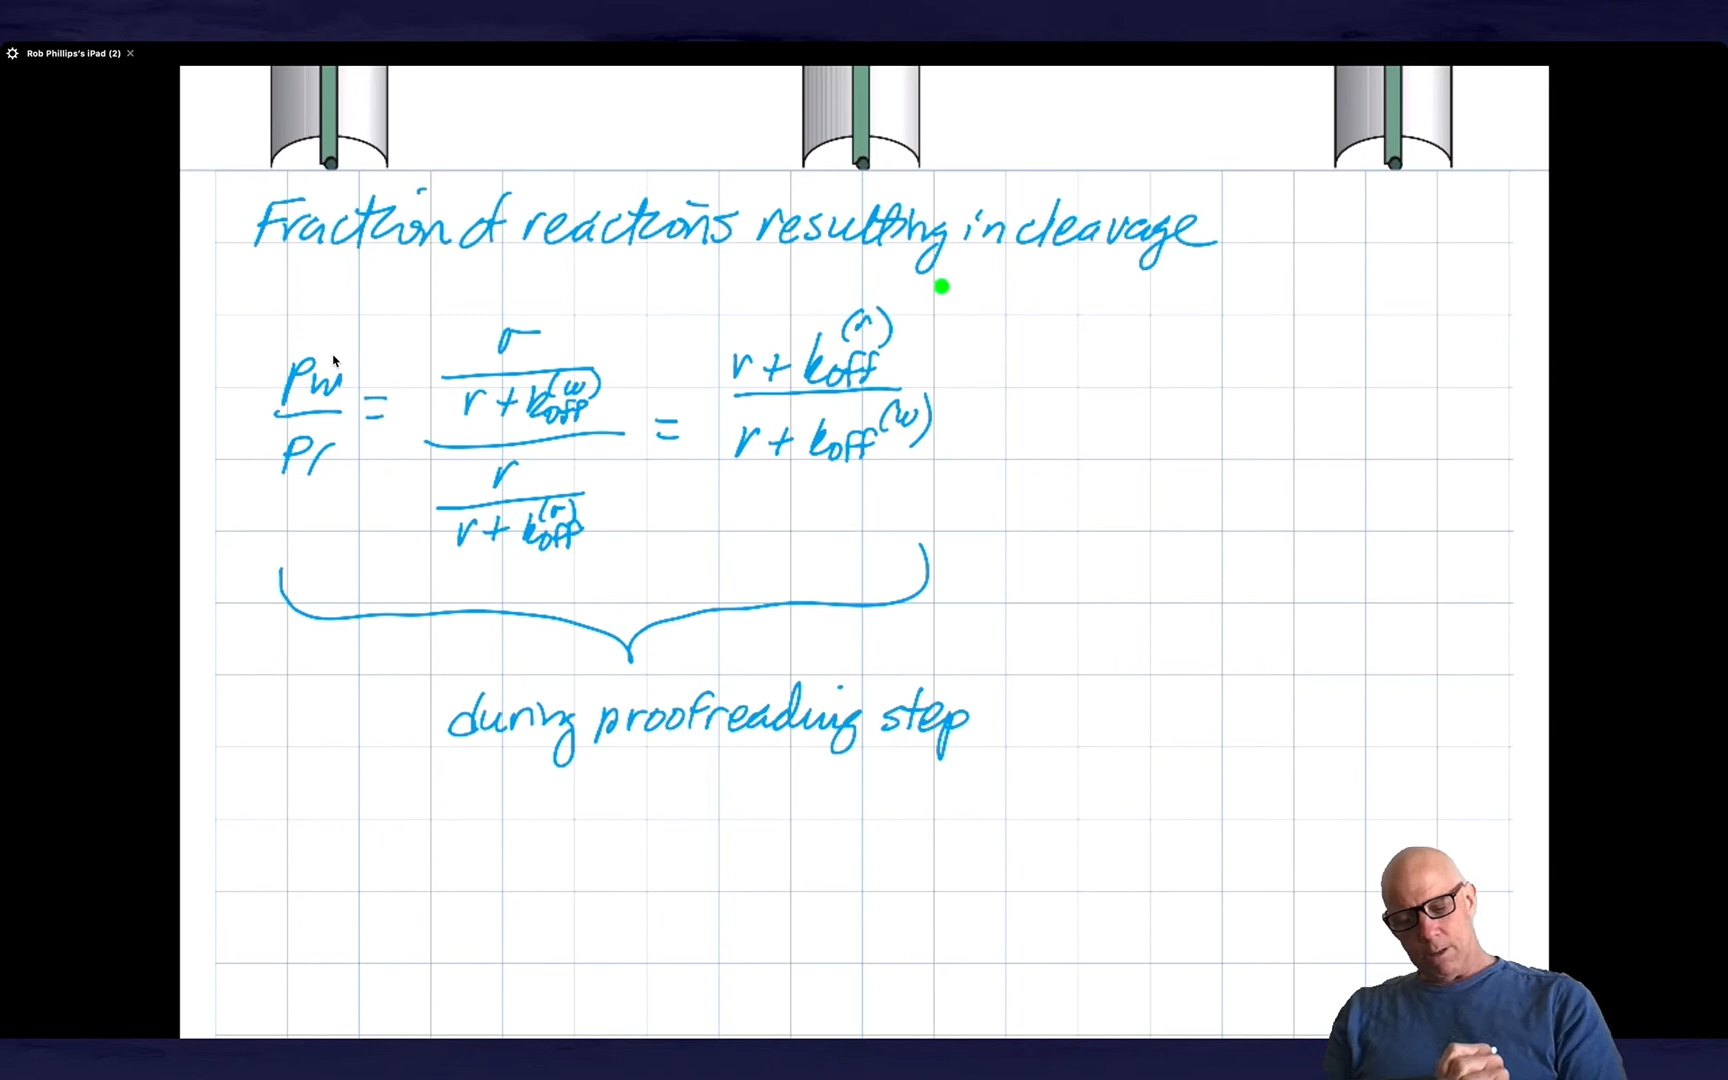 Rob Phillips's iPad (2)
Fraction of reactions resulting in cleavage
pw/pr = (r/(r + koff^(w)))/(r/(r + koff^(r))) = (r + koff^(r))/(r + koff^(w))
during proofreading step